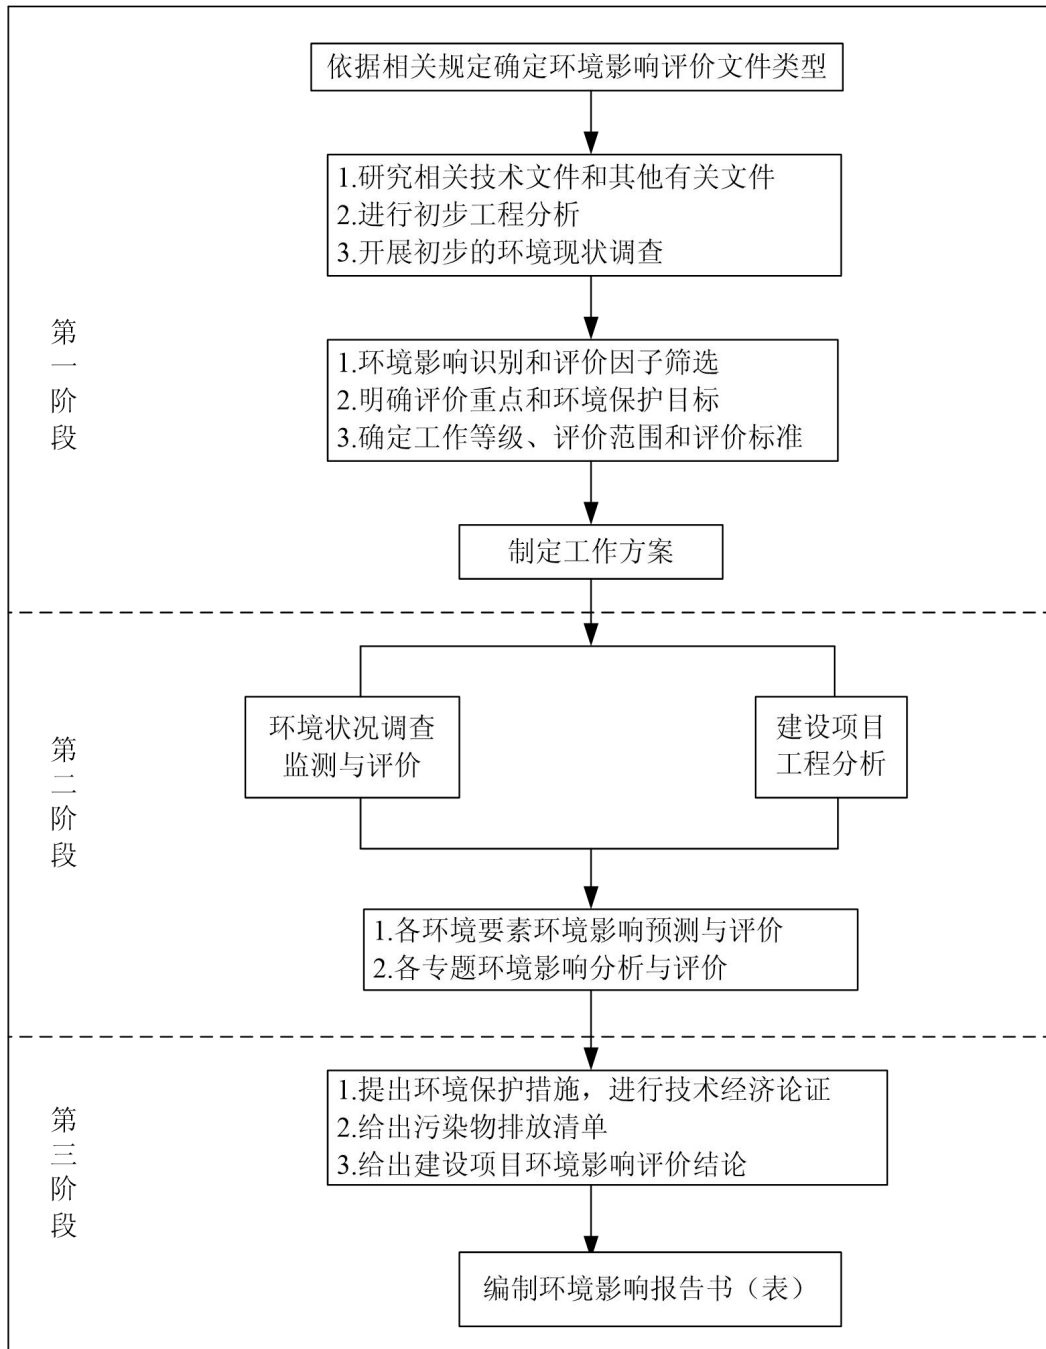 依据相关规定确定环境影响评价文件类型
1.研究相关技术文件和其他有关文件
2.进行初步工程分析
3.开展初步的环境现状调查
第一阶段
1.环境影响识别和评价因子筛选
2.明确评价重点和环境保护目标
3.确定工作等级、评价范围和评价标准
制定工作方案
第二阶段
环境状况调查
监测与评价
建设项目
工程分析
1.各环境要素环境影响预测与评价
2.各专题环境影响分析与评价
第三阶段
1.提出环境保护措施，进行技术经济论证
2.给出污染物排放清单
3.给出建设项目环境影响评价结论
编制环境影响报告书（表）